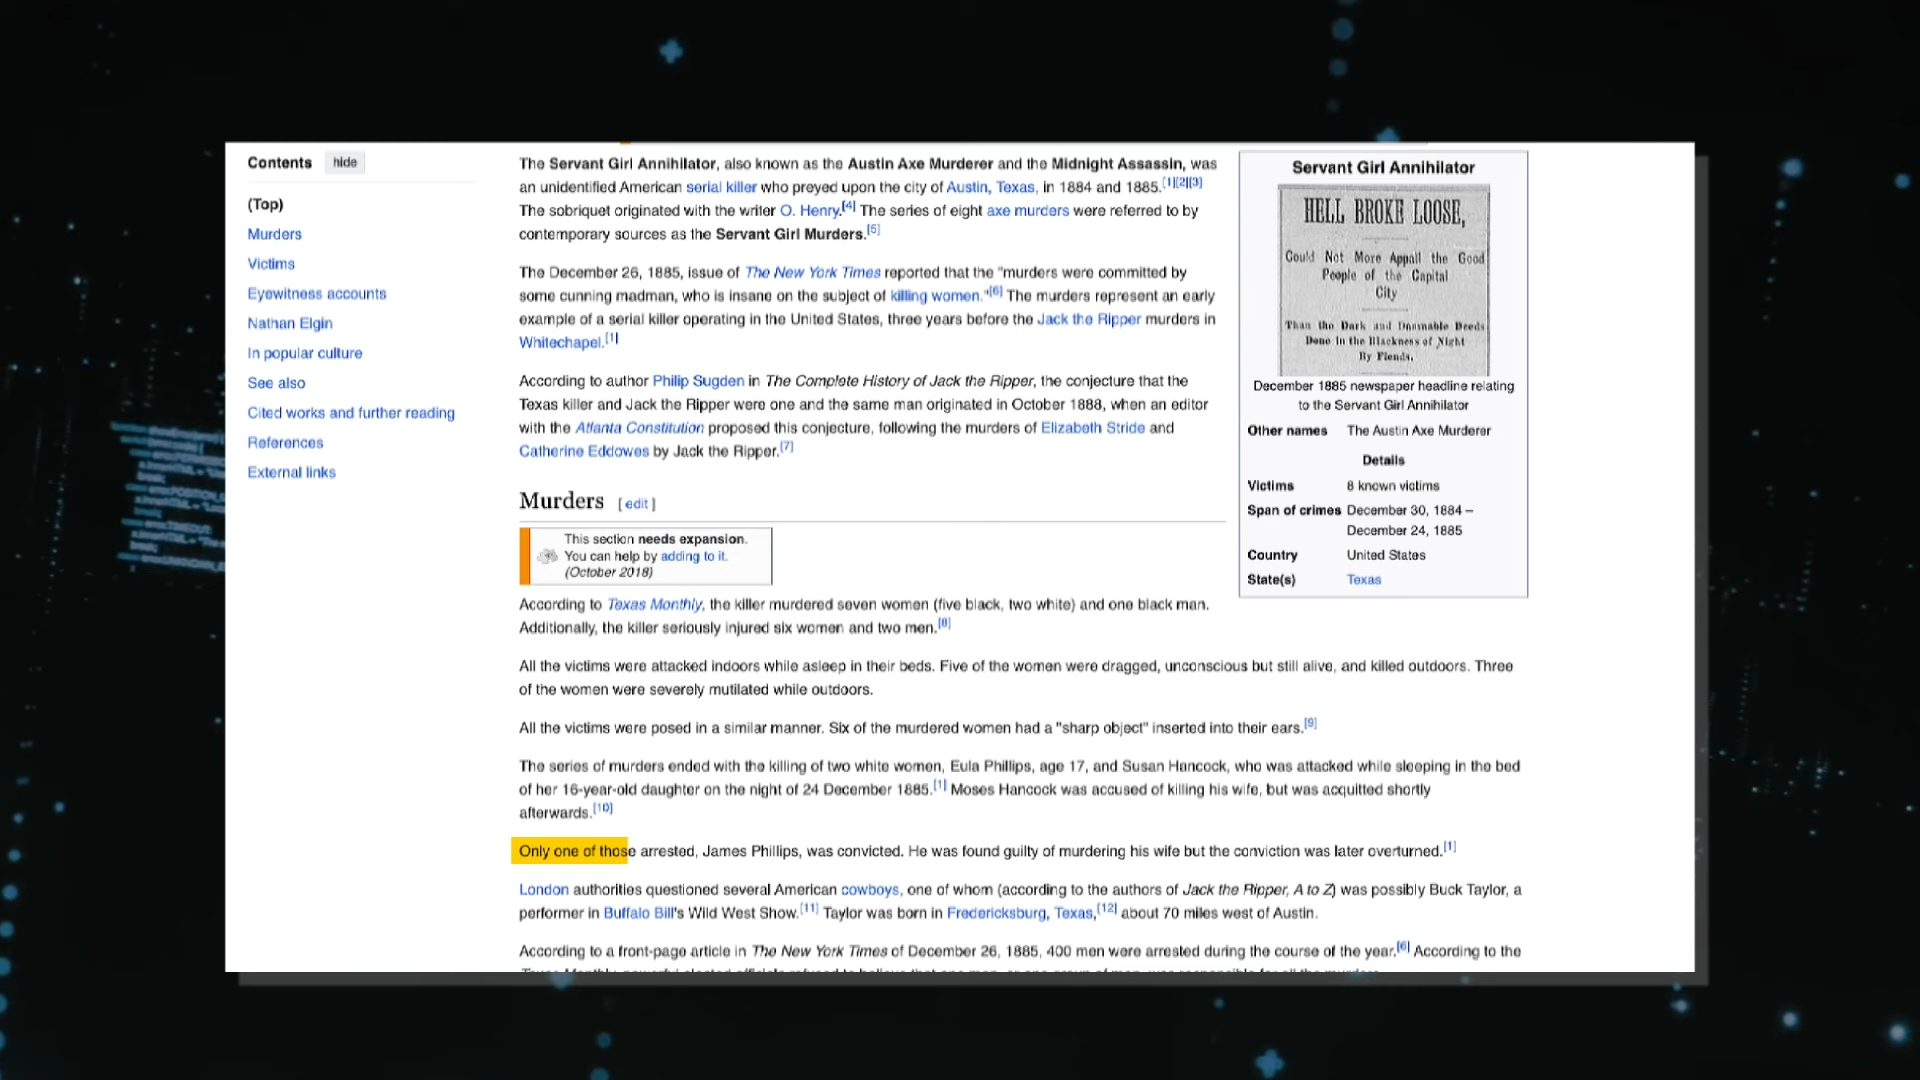 Contents hide
(Top)
Murders
Victims
Eyewitness accounts
Nathan Elgin
In popular culture
See also
Cited works and further reading
References
External links
The Servant Girl Annihilator, also known as the Austin Axe Murderer and the Midnight Assassin, was
an unidentified American serial killer who preyed upon the city of Austin, Texas, in 1884 and 1885.[1][2][3]
The sobriquet originated with the writer O. Henry.[4] The series of eight axe murders were referred to by
contemporary sources as the Servant Girl Murders.[5]
The December 26, 1885, issue of The New York Times reported that the "murders were committed by
some cunning madman, who is insane on the subject of killing women."[6] The murders represent an early
example of a serial killer operating in the United States, three years before the Jack the Ripper murders in
Whitechapel.[1]
According to author Philip Sugden in The Complete History of Jack the Ripper, the conjecture that the
Texas killer and Jack the Ripper were one and the same man originated in October 1888, when an editor
with the Atlanta Constitution proposed this conjecture, following the murders of Elizabeth Stride and
Catherine Eddowes by Jack the Ripper.[7]
Servant Girl Annihilator
HELL BROKE LOOSE,
Could Not More Appall the Good
People of the Capital
City
Than the Dark and Damnable Deeds
Done in the Blackness of Night
By Fiends.
December 1885 newspaper headline relating
to the Servant Girl Annihilator
Other names The Austin Axe Murderer
Details
Victims 8 known victims
Span of crimes December 30, 1884 –
December 24, 1885
Country United States
State(s) Texas
Murders [ edit ]
This section needs expansion.
You can help by adding to it.
(October 2018)
According to Texas Monthly, the killer murdered seven women (five black, two white) and one black man.
Additionally, the killer seriously injured six women and two men.[8]
All the victims were attacked indoors while asleep in their beds. Five of the women were dragged, unconscious but still alive, and killed outdoors. Three
of the women were severely mutilated while outdoors.
All the victims were posed in a similar manner. Six of the murdered women had a "sharp object" inserted into their ears.[9]
The series of murders ended with the killing of two white women, Eula Phillips, age 17, and Susan Hancock, who was attacked while sleeping in the bed
of her 16-year-old daughter on the night of 24 December 1885.[1] Moses Hancock was accused of killing his wife, but was acquitted shortly
afterwards.[10]
Only one of those arrested, James Phillips, was convicted. He was found guilty of murdering his wife but the conviction was later overturned.[1]
London authorities questioned several American cowboys, one of whom (according to the authors of Jack the Ripper, A to Z) was possibly Buck Taylor, a
performer in Buffalo Bill's Wild West Show.[11] Taylor was born in Fredericksburg, Texas,[12] about 70 miles west of Austin.
According to a front-page article in The New York Times of December 26, 1885, 400 men were arrested during the course of the year.[6] According to the